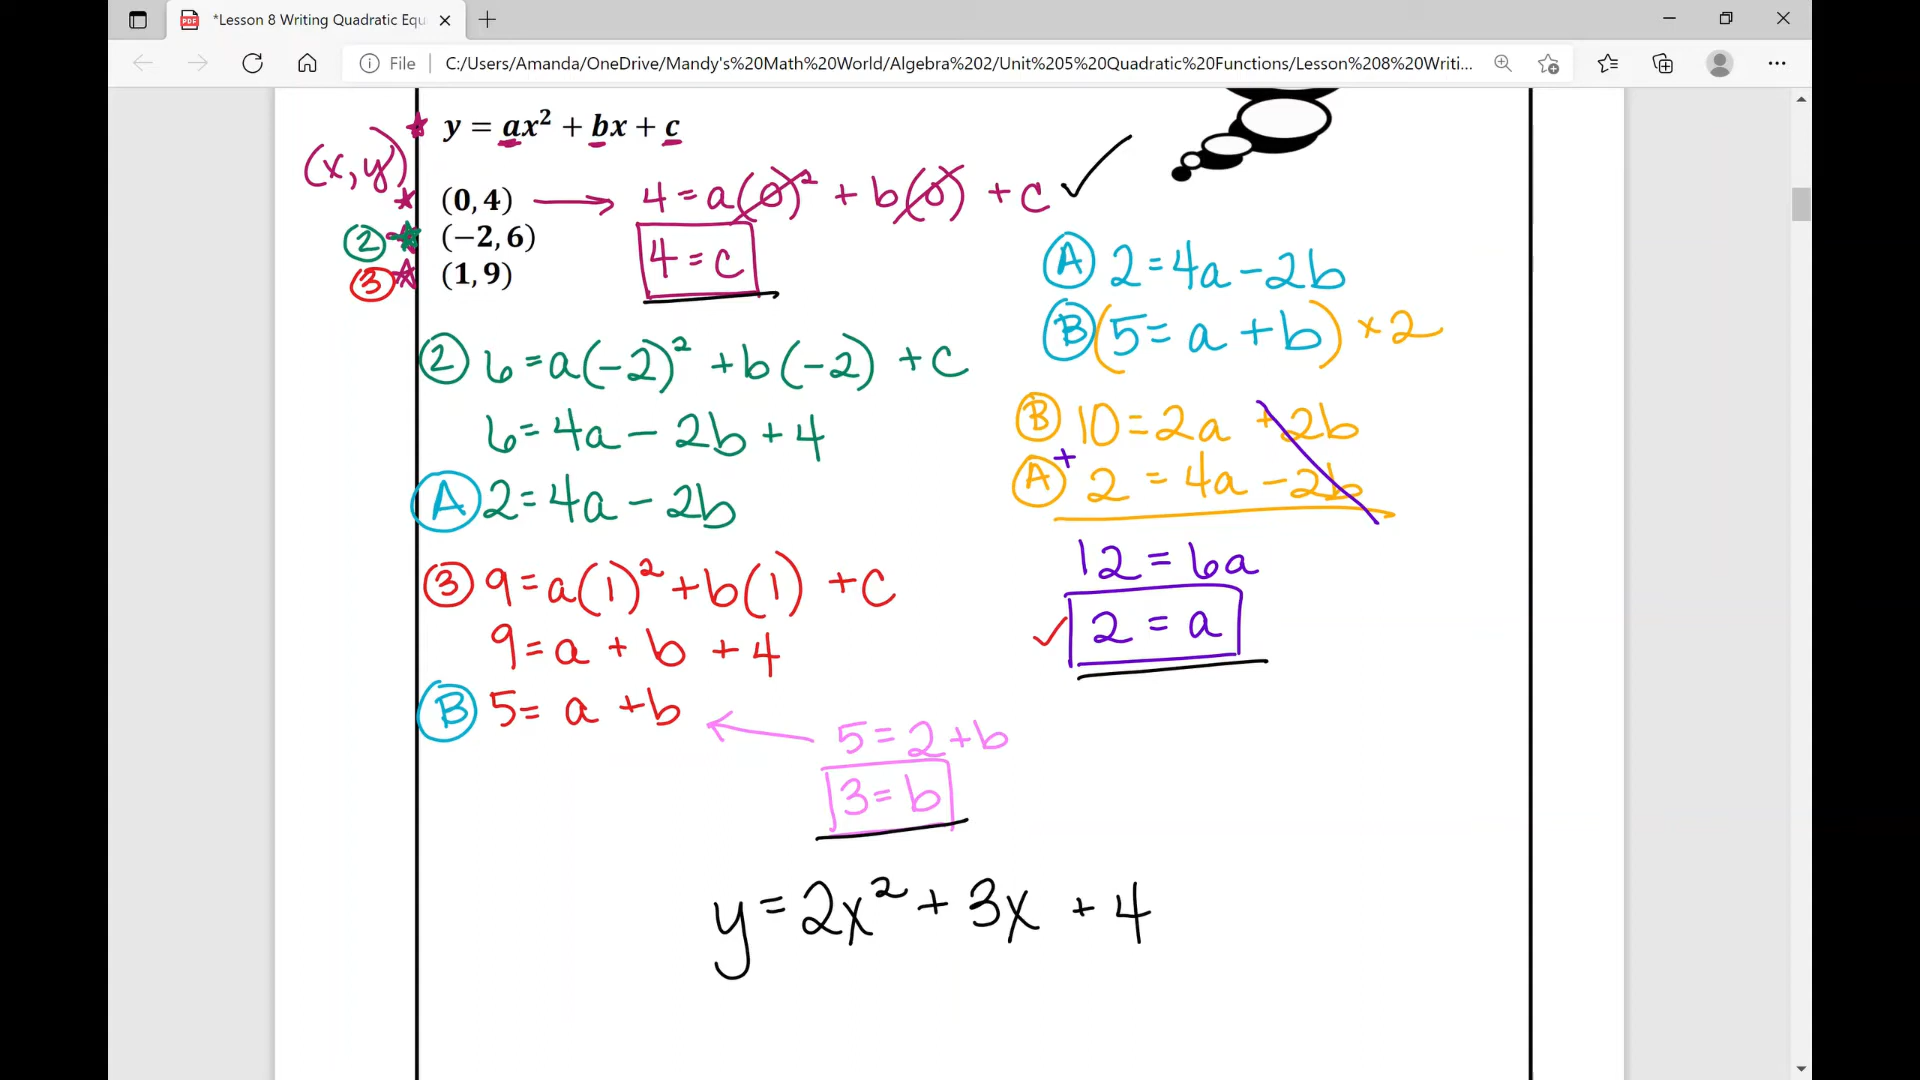 *Lesson 8 Writing Quadratic Equ
File C:/Users/Amanda/OneDrive/Mandy's%20Math%20World/Algebra%202/Unit%205%20Quadratic%20Functions/Lesson%208%20Writi...
y = ax² + bx + c
(x,y)
(0, 4) → 4 = a(0)² + b(0) + c ✓
② (−2, 6)
4 = c
③ (1, 9)
Ⓐ 2 = 4a − 2b
Ⓑ (5 = a + b) × 2
② 6 = a(−2)² + b(−2) + c
6 = 4a − 2b + 4
Ⓐ 2 = 4a − 2b
Ⓑ 10 = 2a + 2b
Ⓐ + 2 = 4a − 2b
12 = 6a
✓ 2 = a
③ 9 = a(1)² + b(1) + c
9 = a + b + 4
Ⓑ 5 = a + b
← 5 = 2 + b
3 = b
y = 2x² + 3x + 4